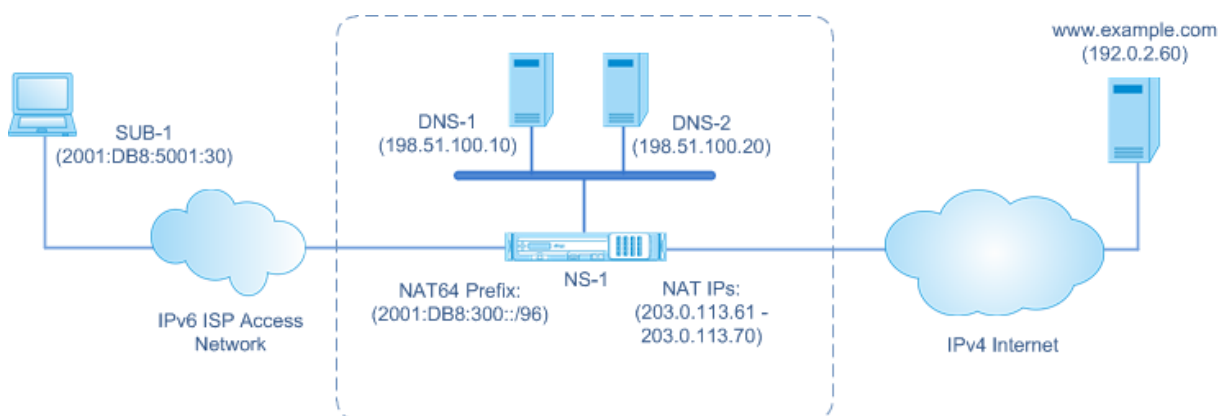 www.example.com
(192.0.2.60)
SUB-1
(2001:DB8:5001:30)
DNS-1
(198.51.100.10)
DNS-2
(198.51.100.20)
NS-1
NAT64 Prefix:
(2001:DB8:300::/96)
NAT IPs:
(203.0.113.61 -
203.0.113.70)
IPv6 ISP Access
Network
IPv4 Internet